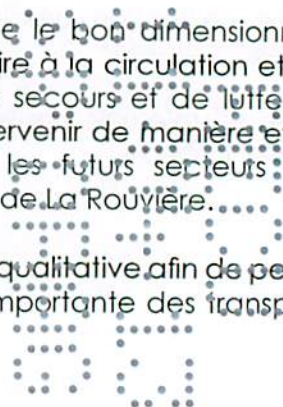 e le bon dimensionn
ire à la circulation et
secours et de lutte
ervenir de manière e
les futurs secteurs
de La Rouvière.
qualitative afin de pe
mportante des transp